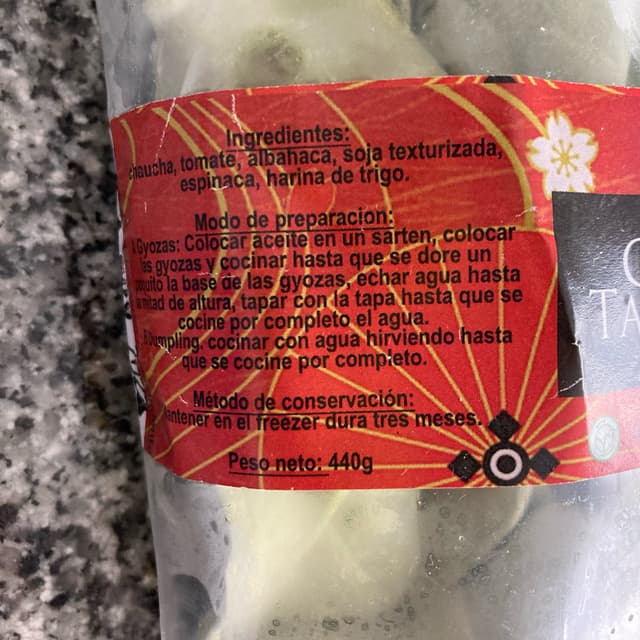 Ingredientes:
chaucha, tomate, albahaca, soja texturizada,
espinaca, harina de trigo.
Modo de preparacion:
A Gyozas: Colocar aceite en un sarten, colocar
las gyozas y cocinar hasta que se dore un
poquito la base de las gyozas, echar agua hasta
la mitad de altura, tapar con la tapa hasta que se
cocine por completo el agua.
B Dumpling, cocinar con agua hirviendo hasta
que se cocine por completo.
Método de conservación:
Mantener en el freezer dura tres meses.
Peso neto: 440g
TA